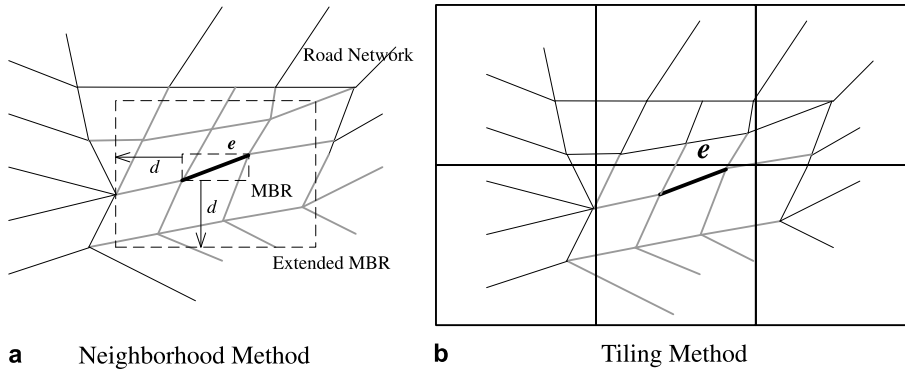 Road Network
e
d
MBR
d
Extended MBR
e
a Neighborhood Method
b Tiling Method